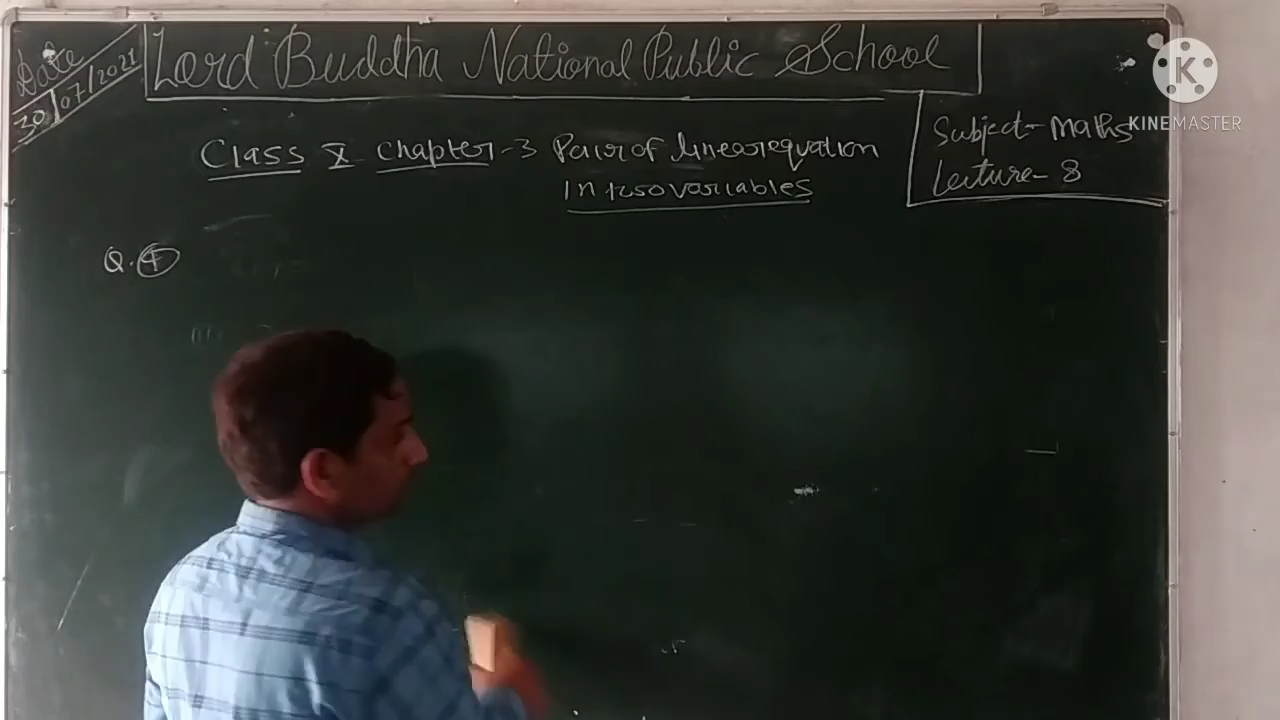 Date
30/07/2021
Lord Buddha National Public School
Class X Chapter-3 Pair of linear equation
In two variables
Subject- Maths
Lecture- 8
Q. 4
K
KINEMASTER